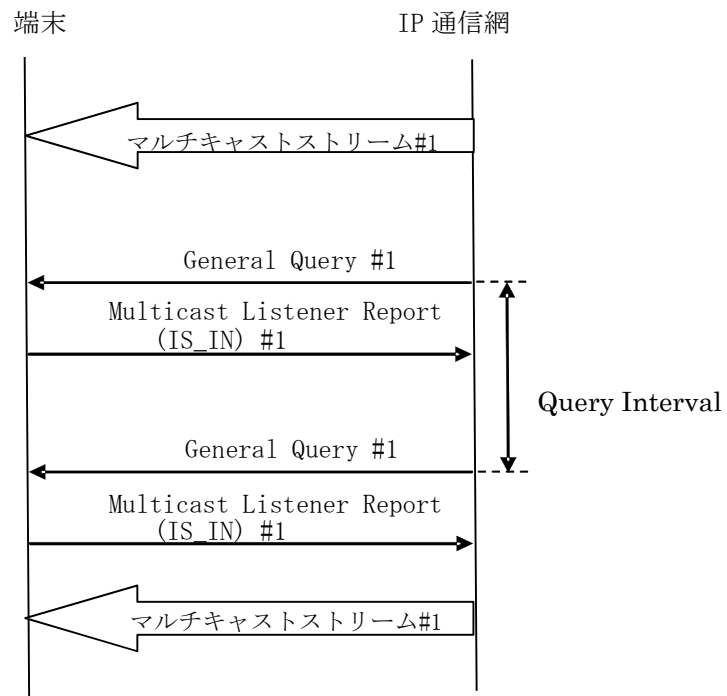 端末
IP 通信網
マルチキャストストリーム#1
General Query #1
Multicast Listener Report
(IS_IN) #1
Query Interval
General Query #1
Multicast Listener Report
(IS_IN) #1
マルチキャストストリーム#1